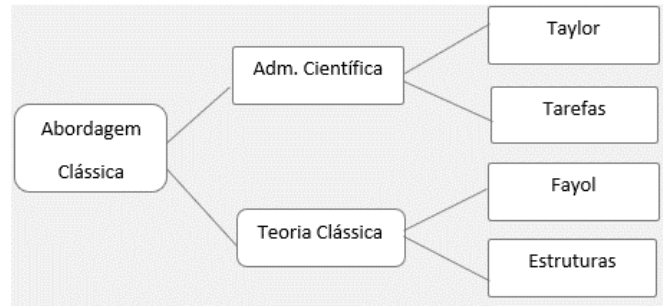 Abordagem
Clássica
Adm. Científica
Taylor
Tarefas
Teoria Clássica
Fayol
Estruturas